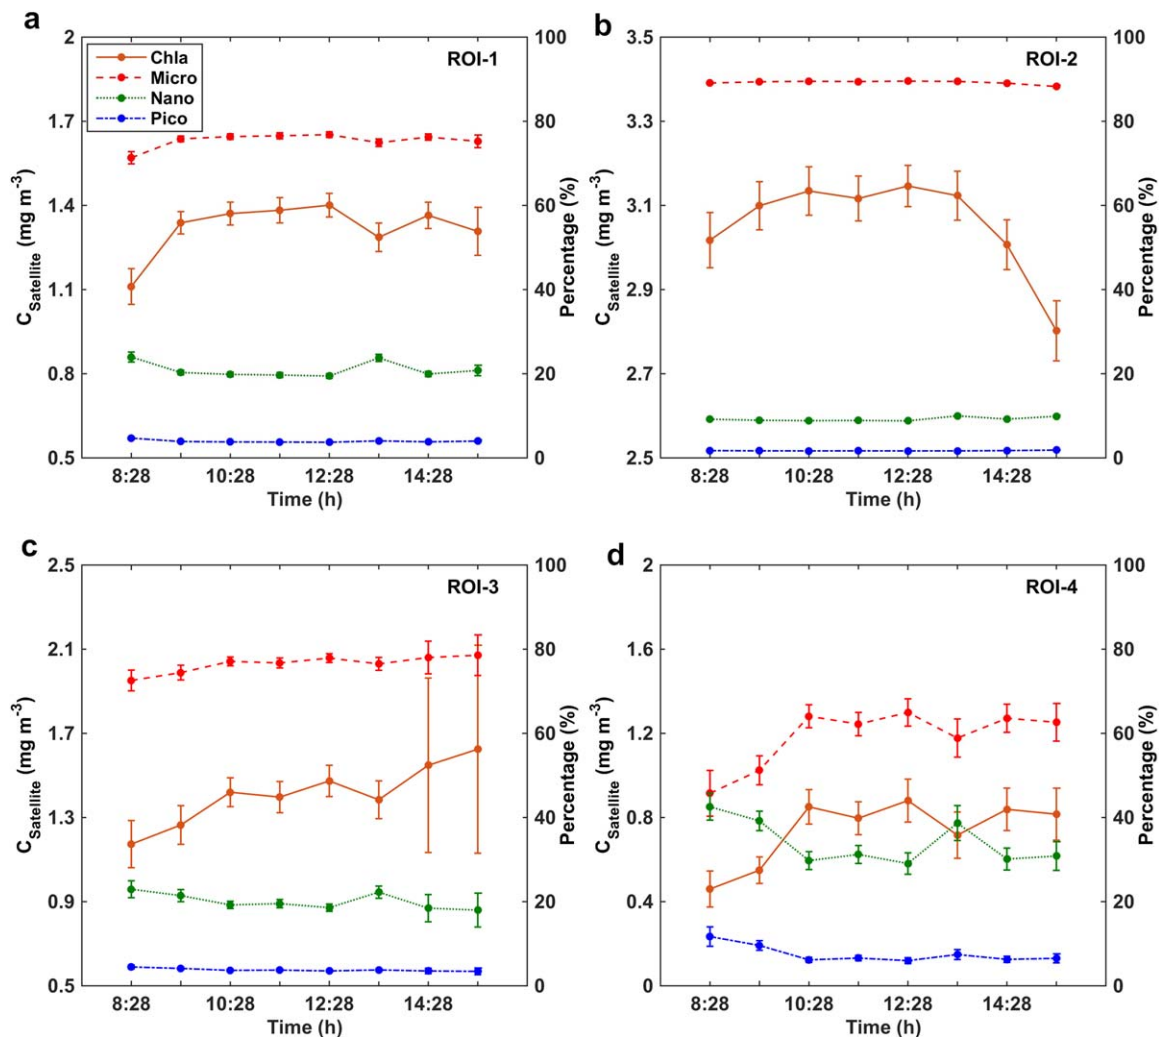 a
ROI-1
Chla
Micro
Nano
Pico
2
1.7
1.4
1.1
0.8
0.5
C_Satellite (mg m⁻³)
100
80
60
40
20
0
Percentage (%)
8:28 10:28 12:28 14:28
Time (h)
b
ROI-2
3.5
3.3
3.1
2.9
2.7
2.5
C_Satellite (mg m⁻³)
100
80
60
40
20
0
Percentage (%)
8:28 10:28 12:28 14:28
Time (h)
c
ROI-3
2.5
2.1
1.7
1.3
0.9
0.5
C_Satellite (mg m⁻³)
100
80
60
40
20
0
Percentage (%)
8:28 10:28 12:28 14:28
Time (h)
d
ROI-4
2
1.6
1.2
0.8
0.4
0
C_Satellite (mg m⁻³)
100
80
60
40
20
0
Percentage (%)
8:28 10:28 12:28 14:28
Time (h)